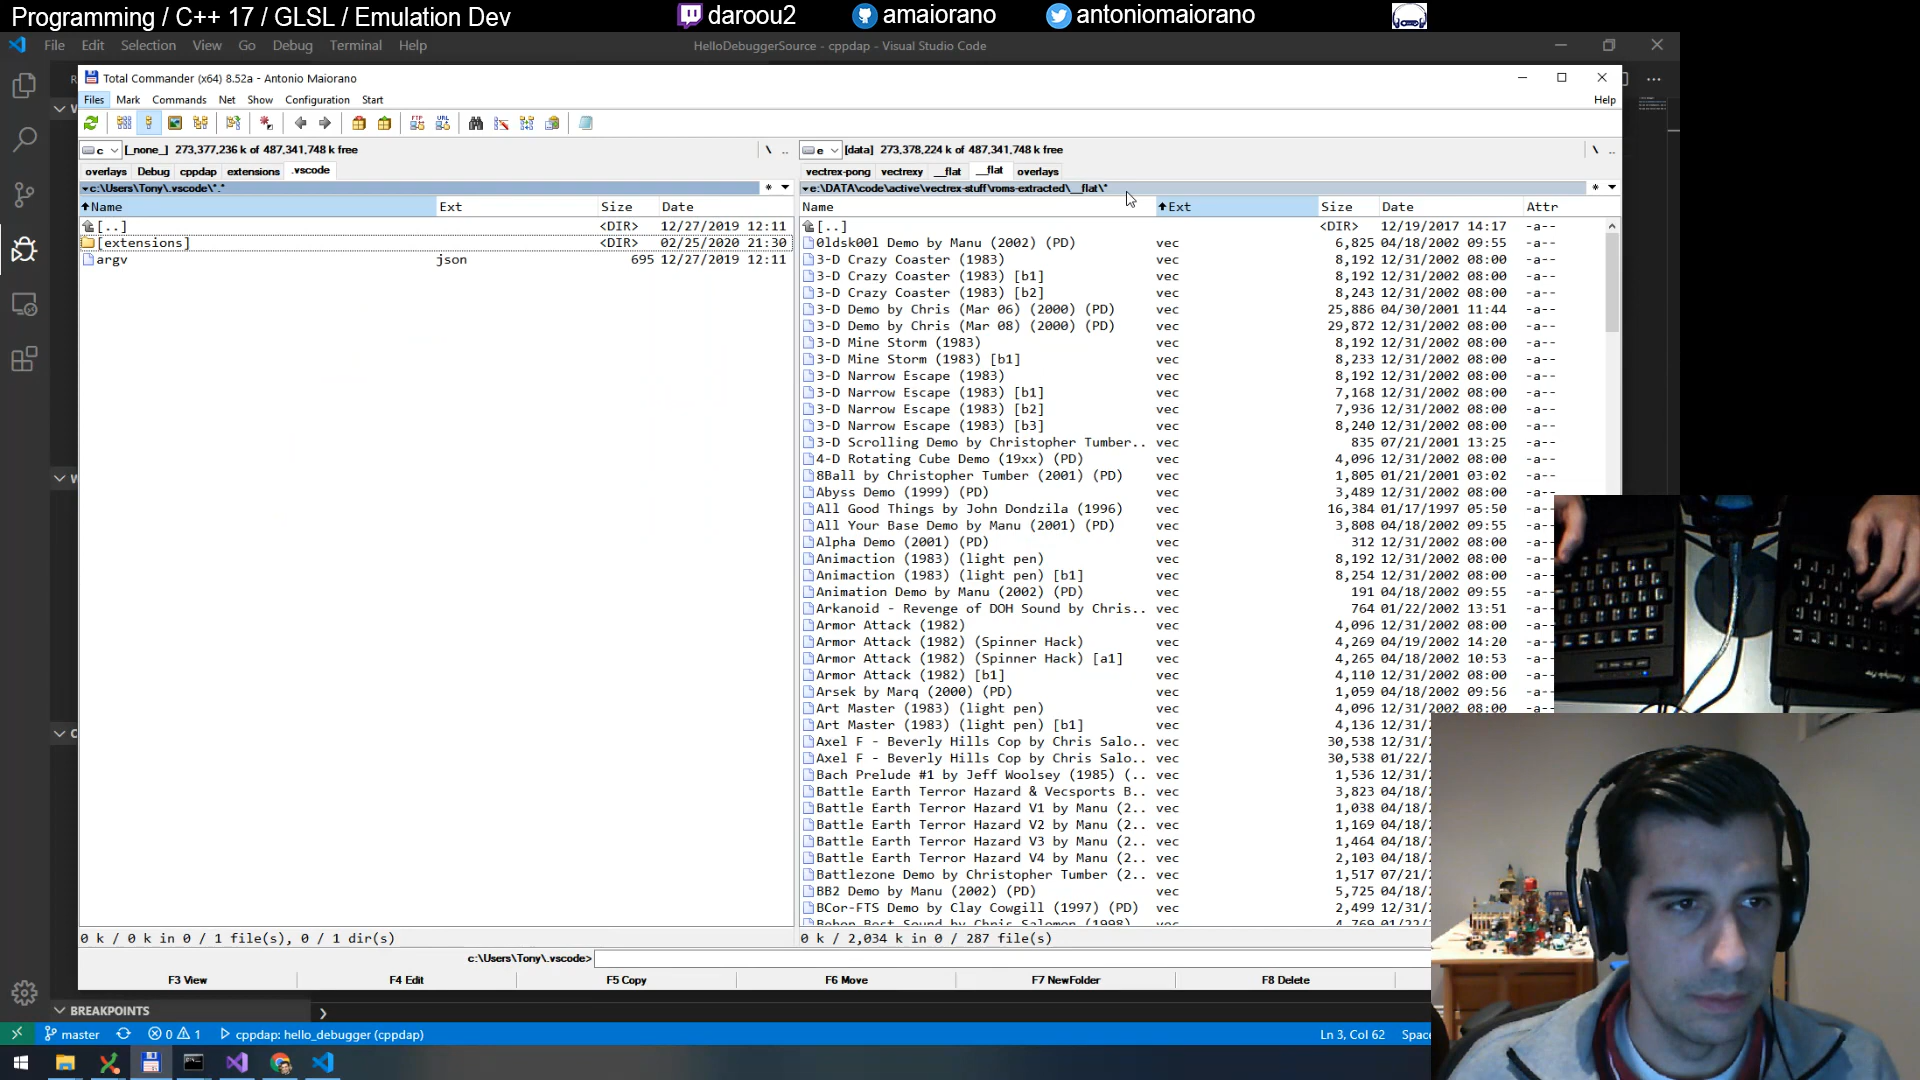 Programming / C++ 17 / GLSL / Emulation Dev
daroou2
amaiorano
antoniomaiorano
File Edit Selection View Go Debug Terminal Help
HelloDebuggerSource - cppdap - Visual Studio Code
Total Commander (x64) 8.52a - Antonio Maiorano
Files Mark Commands Net Show Configuration Start
Help
c [_none_] 273,377,236 k of 487,341,748 k free \ ..
e [data] 273,378,224 k of 487,341,748 k free \ ..
overlays Debug cppdap extensions .vscode
vectrex-pong vectrexy __flat __flat overlays
c:\Users\Tony\.vscode\*.* *
e:\DATA\code\active\vectrex-stuff\roms-extracted\__flat\* *
Name Ext Size Date
[..] <DIR> 12/27/2019 12:11
[extensions] <DIR> 02/25/2020 21:30
argv json 695 12/27/2019 12:11
Name Ext Size Date Attr
[..] <DIR> 12/19/2017 14:17 -a--
0ldsk00l Demo by Manu (2002) (PD) vec 6,825 04/18/2002 09:55 -a--
3-D Crazy Coaster (1983) vec 8,192 12/31/2002 08:00 -a--
3-D Crazy Coaster (1983) [b1] vec 8,192 12/31/2002 08:00 -a--
3-D Crazy Coaster (1983) [b2] vec 8,243 12/31/2002 08:00 -a--
3-D Demo by Chris (Mar 06) (2000) (PD) vec 25,886 04/30/2001 11:44 -a--
3-D Demo by Chris (Mar 08) (2000) (PD) vec 29,872 12/31/2002 08:00 -a--
3-D Mine Storm (1983) vec 8,192 12/31/2002 08:00 -a--
3-D Mine Storm (1983) [b1] vec 8,233 12/31/2002 08:00 -a--
3-D Narrow Escape (1983) vec 8,192 12/31/2002 08:00 -a--
3-D Narrow Escape (1983) [b1] vec 7,168 12/31/2002 08:00 -a--
3-D Narrow Escape (1983) [b2] vec 7,936 12/31/2002 08:00 -a--
3-D Narrow Escape (1983) [b3] vec 8,240 12/31/2002 08:00 -a--
3-D Scrolling Demo by Christopher Tumber.. vec 835 07/21/2001 13:25 -a--
4-D Rotating Cube Demo (19xx) (PD) vec 4,096 12/31/2002 08:00 -a--
8Ball by Christopher Tumber (2001) (PD) vec 1,805 01/21/2001 03:02 -a--
Abyss Demo (1999) (PD) vec 3,489 12/31/2002 08:00 -a--
All Good Things by John Dondzila (1996) vec 16,384 01/17/1997 05:50 -a--
All Your Base Demo by Manu (2001) (PD) vec 3,808 04/18/2002 09:55 -a--
Alpha Demo (2001) (PD) vec 312 12/31/2002 08:00 -a--
Animaction (1983) (light pen) vec 8,192 12/31/2002 08:00 -a--
Animaction (1983) (light pen) [b1] vec 8,254 12/31/2002 08:00 -a--
Animation Demo by Manu (2002) (PD) vec 191 04/18/2002 09:55 -a--
Arkanoid - Revenge of DOH Sound by Chris.. vec 764 01/22/2002 13:51 -a--
Armor Attack (1982) vec 4,096 12/31/2002 08:00 -a--
Armor Attack (1982) (Spinner Hack) vec 4,269 04/19/2002 14:20 -a--
Armor Attack (1982) (Spinner Hack) [a1] vec 4,265 04/18/2002 10:53 -a--
Armor Attack (1982) [b1] vec 4,110 12/31/2002 08:00 -a--
Arsek by Marq (2000) (PD) vec 1,059 04/18/2002 09:56 -a--
Art Master (1983) (light pen) vec 4,096 12/31/2002 08:00 -a--
Art Master (1983) (light pen) [b1] vec 4,136 12/31/2
Axel F - Beverly Hills Cop by Chris Salo.. vec 30,538 12/31/2
Axel F - Beverly Hills Cop by Chris Salo.. vec 30,538 01/22/
Bach Prelude #1 by Jeff Woolsey (1985) (.. vec 1,536 12/31/
Battle Earth Terror Hazard & Vecsports B.. vec 3,823 04/18/
Battle Earth Terror Hazard V1 by Manu (2.. vec 1,038 04/18/
Battle Earth Terror Hazard V2 by Manu (2.. vec 1,169 04/18/
Battle Earth Terror Hazard V3 by Manu (2.. vec 1,464 04/18/
Battle Earth Terror Hazard V4 by Manu (2.. vec 2,103 04/18/
Battlezone Demo by Christopher Tumber (2.. vec 1,517 07/21/
BB2 Demo by Manu (2002) (PD) vec 5,725 04/18/
BCor-FTS Demo by Clay Cowgill (1997) (PD) vec 2,499 12/31/
0 k / 0 k in 0 / 1 file(s), 0 / 1 dir(s)
0 k / 2,034 k in 0 / 287 file(s)
c:\Users\Tony\.vscode>
F3 View F4 Edit F5 Copy F6 Move F7 NewFolder F8 Delete
BREAKPOINTS
master 0 1 cppdap: hello_debugger (cppdap)
Ln 3, Col 62 Spac